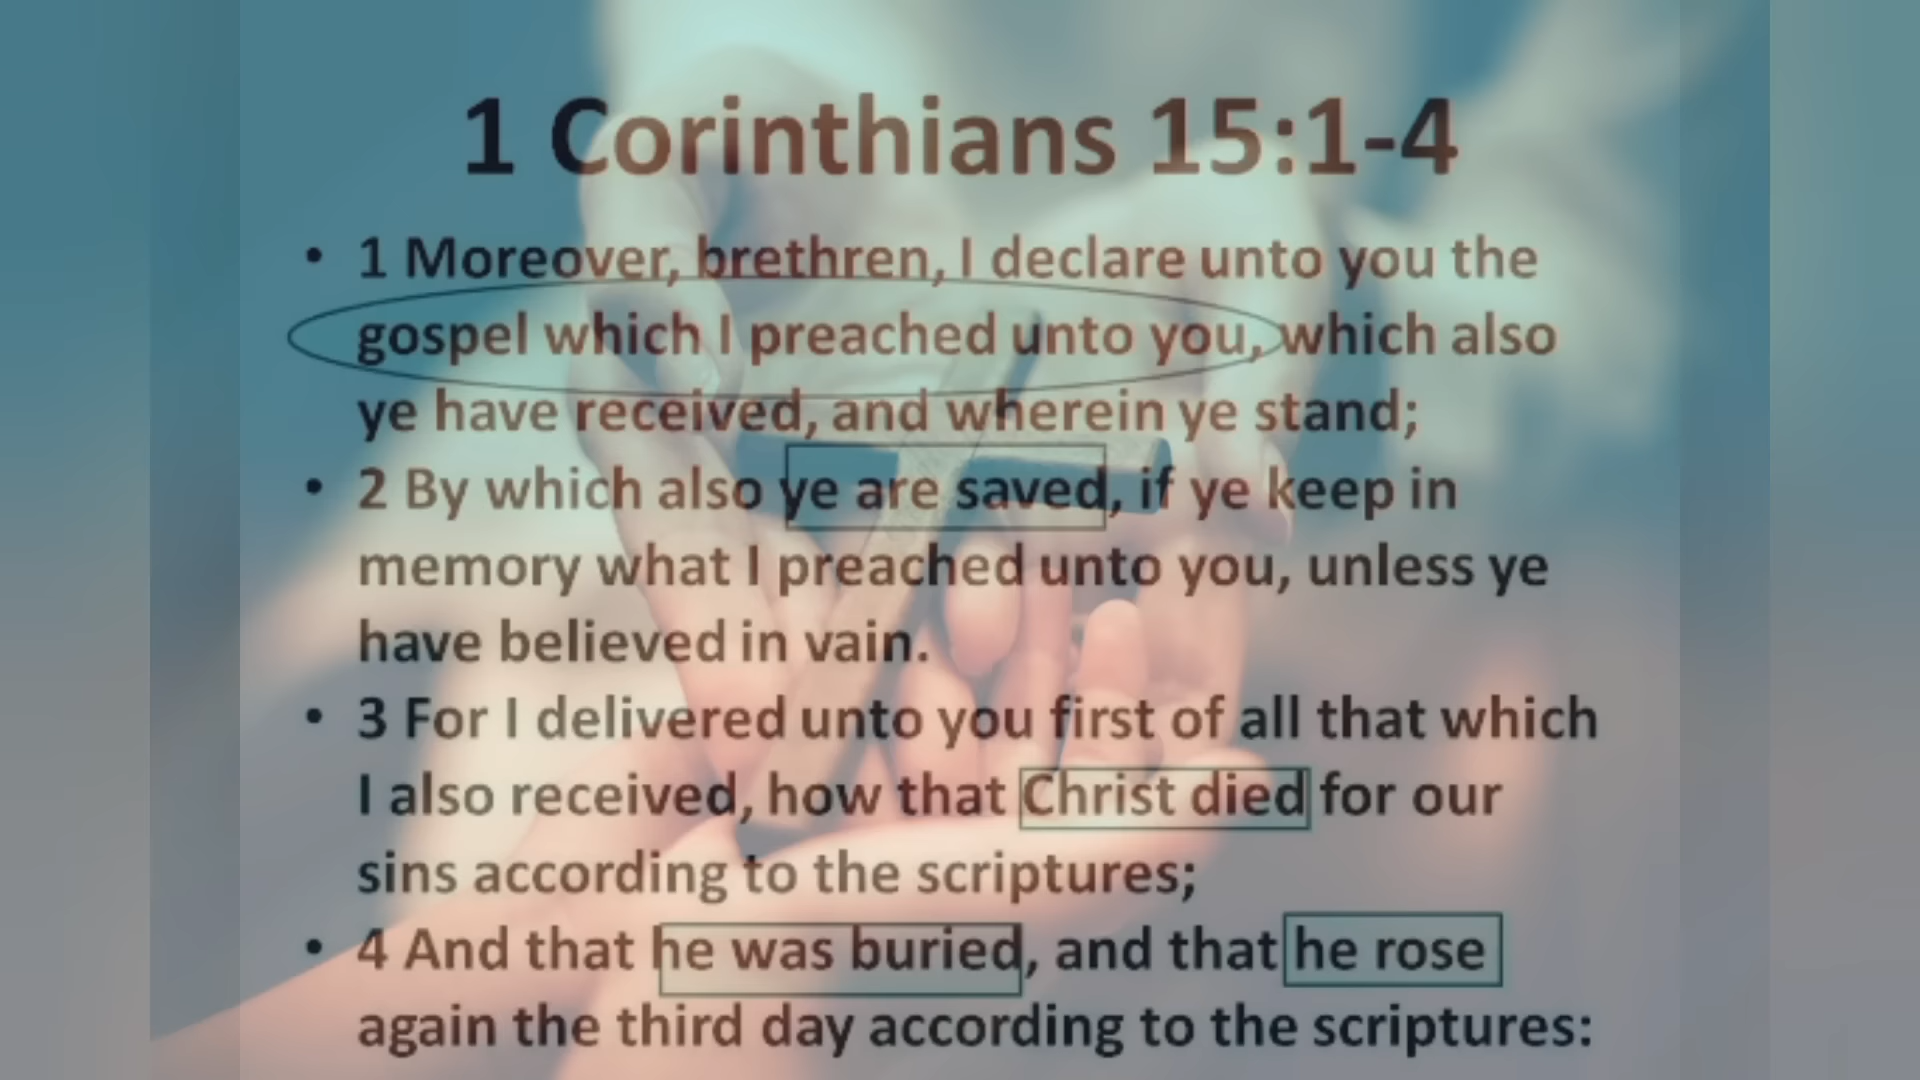 1 Corinthians 15:1-4
• 1 Moreover, brethren, I declare unto you the
gospel which I preached unto you, which also
ye have received, and wherein ye stand;
• 2 By which also ye are saved, if ye keep in
memory what I preached unto you, unless ye
have believed in vain.
• 3 For I delivered unto you first of all that which
I also received, how that Christ died for our
sins according to the scriptures;
• 4 And that he was buried, and that he rose
again the third day according to the scriptures: